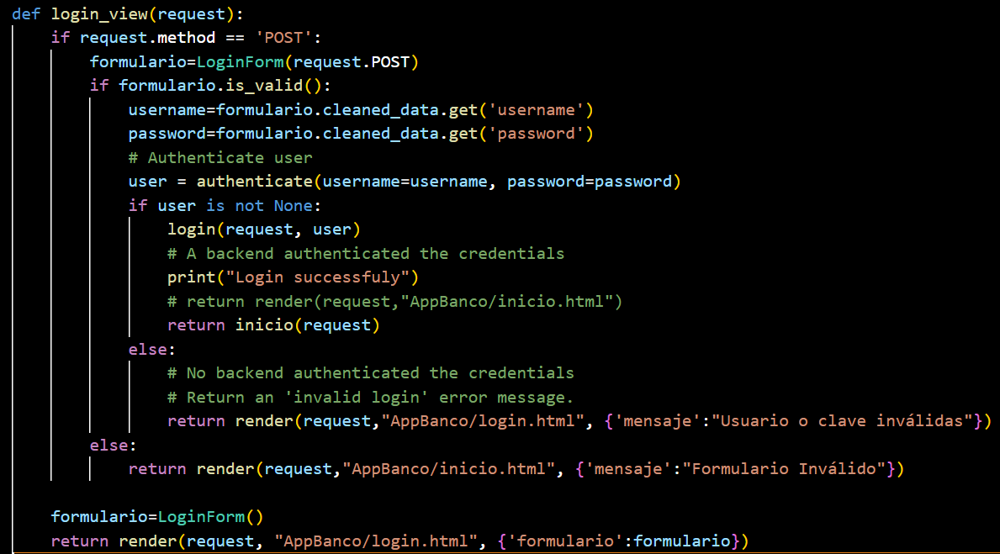 def login_view(request):
    if request.method == 'POST':
        formulario=LoginForm(request.POST)
        if formulario.is_valid():
            username=formulario.cleaned_data.get('username')
            password=formulario.cleaned_data.get('password')
            # Authenticate user
            user = authenticate(username=username, password=password)
            if user is not None:
                login(request, user)
                # A backend authenticated the credentials
                print("Login successfuly")
                # return render(request,"AppBanco/inicio.html")
                return inicio(request)
            else:
                # No backend authenticated the credentials
                # Return an 'invalid login' error message.
                return render(request,"AppBanco/login.html", {'mensaje':"Usuario o clave inválidas"})
        else:
            return render(request,"AppBanco/inicio.html", {'mensaje':"Formulario Inválido"})

    formulario=LoginForm()
    return render(request, "AppBanco/login.html", {'formulario':formulario})